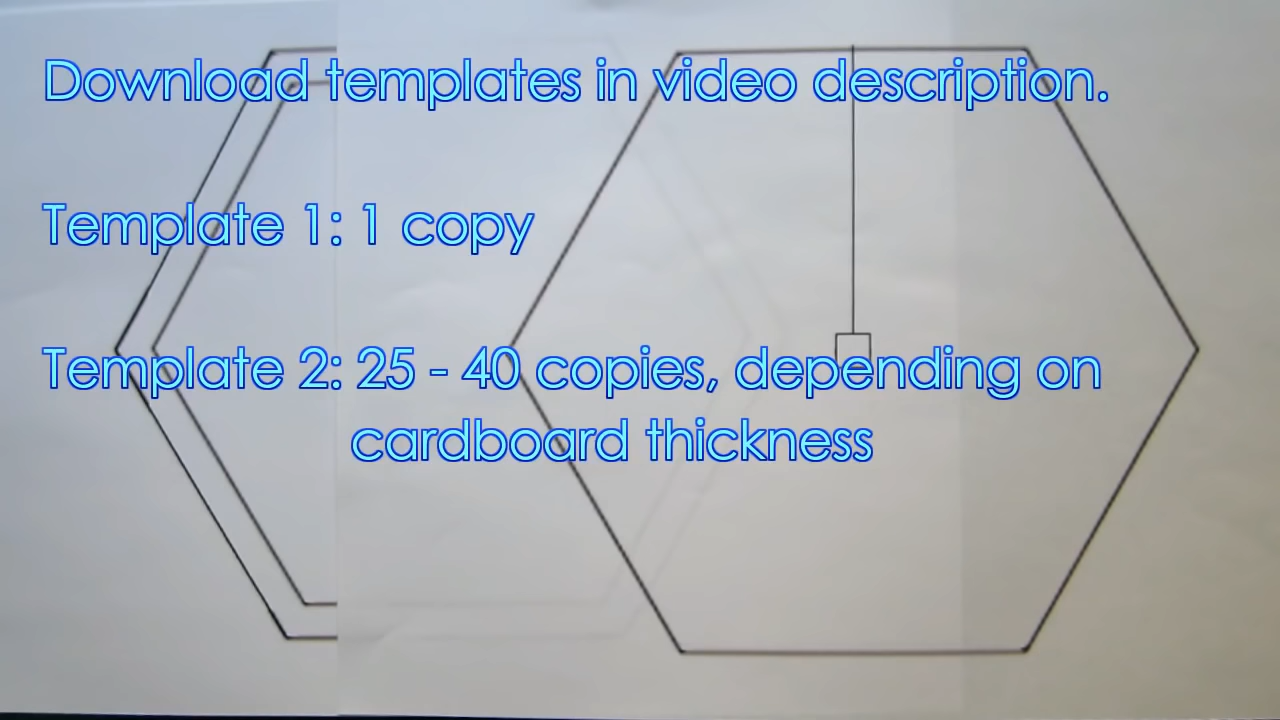 Download templates in video description.
Template 1: 1 copy
Template 2: 25 - 40 copies, depending on
cardboard thickness